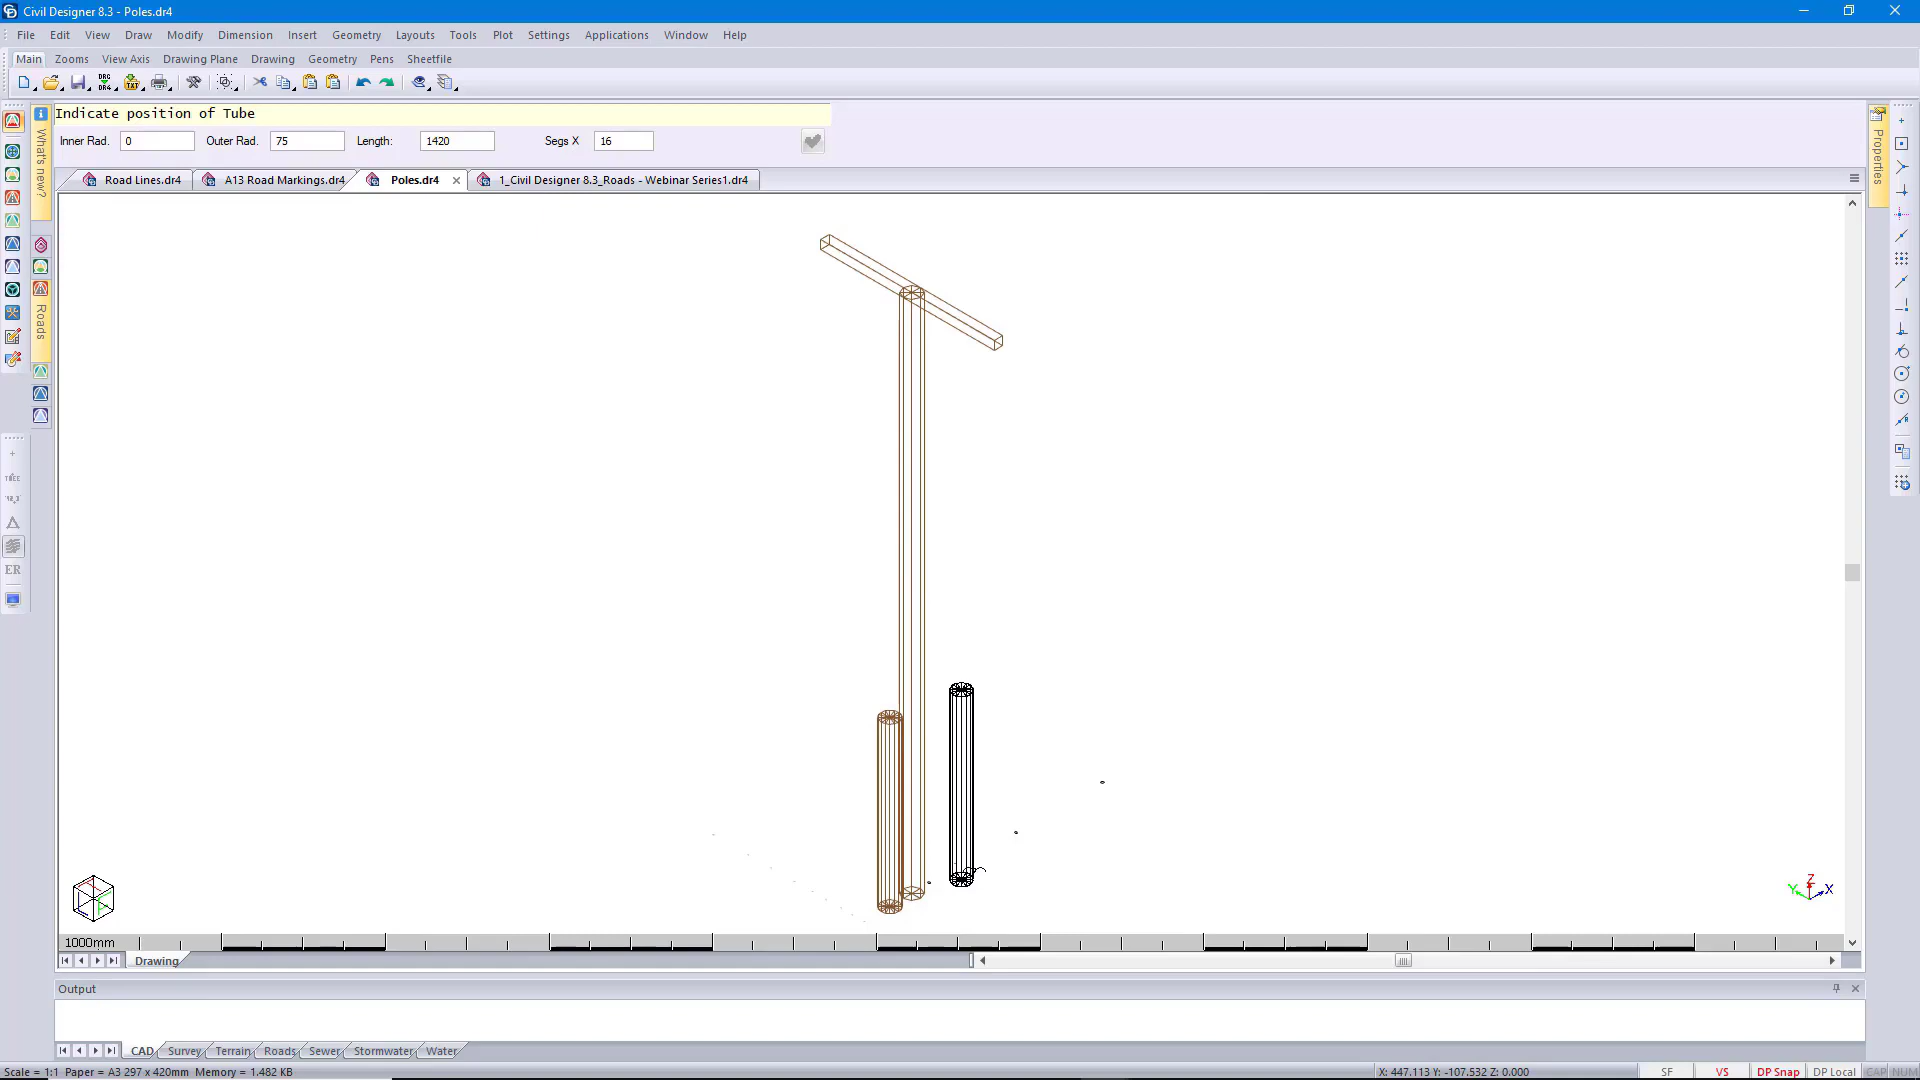 Civil Designer 8.3 - Poles.dr4
File Edit View Draw Modify Dimension Insert Geometry Layouts Tools Plot Settings Applications Window Help
Main Zooms View Axis Drawing Plane Drawing Geometry Pens Sheetfile
Indicate position of Tube
Inner Rad. 0 Outer Rad. 75 Length: 1420 Segs X 16
Road Lines.dr4 A13 Road Markings.dr4 Poles.dr4 1_Civil Designer 8.3_Roads - Webinar Series1.dr4
What's new?
Roads
Properties
ER
Z
Y X
1000mm
Drawing
Output
CAD Survey Terrain Roads Sewer Stormwater Water
Scale = 1:1 Paper = A3 297 x 420mm Memory = 1.482 KB X: 447.113 Y: -107.532 Z: 0.000 SF VS DP Snap DP Local CAP NUM